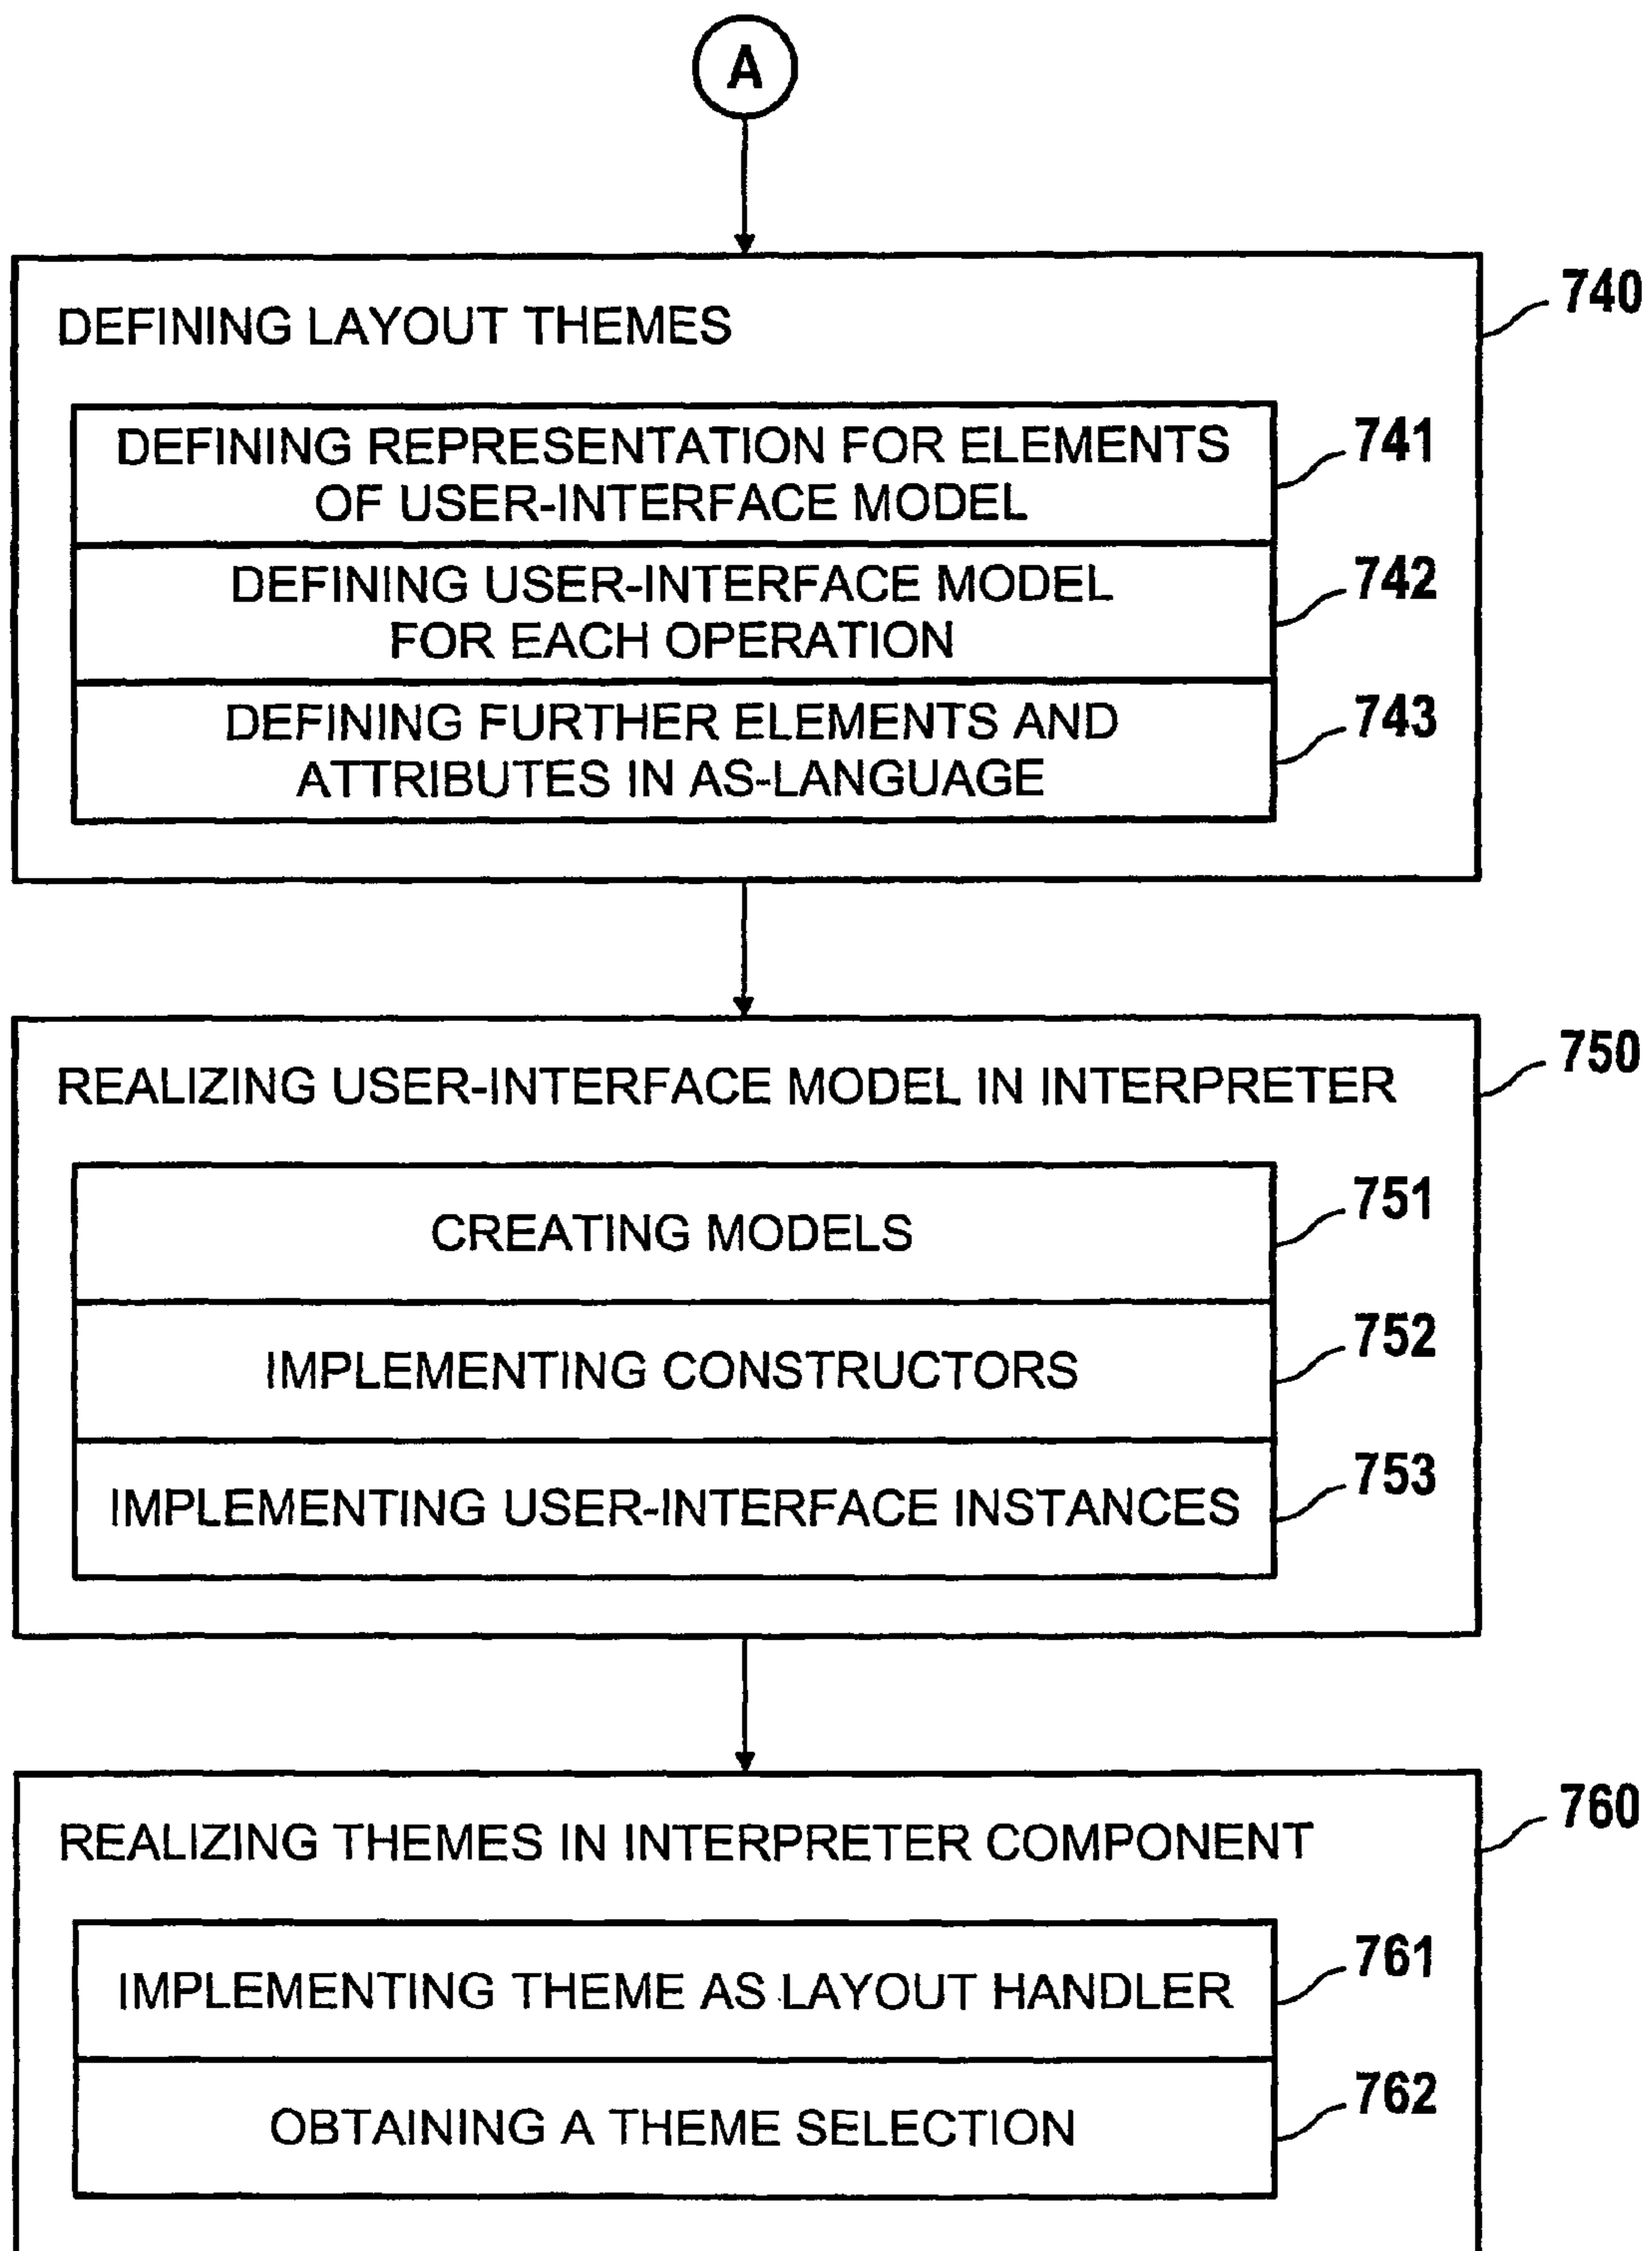 A
740
DEFINING LAYOUT THEMES
741
DEFINING REPRESENTATION FOR ELEMENTS
OF USER-INTERFACE MODEL
742
DEFINING USER-INTERFACE MODEL
FOR EACH OPERATION
743
DEFINING FURTHER ELEMENTS AND
ATTRIBUTES IN AS-LANGUAGE
750
REALIZING USER-INTERFACE MODEL IN INTERPRETER
751
CREATING MODELS
752
IMPLEMENTING CONSTRUCTORS
753
IMPLEMENTING USER-INTERFACE INSTANCES
760
REALIZING THEMES IN INTERPRETER COMPONENT
761
IMPLEMENTING THEME AS LAYOUT HANDLER
762
OBTAINING A THEME SELECTION